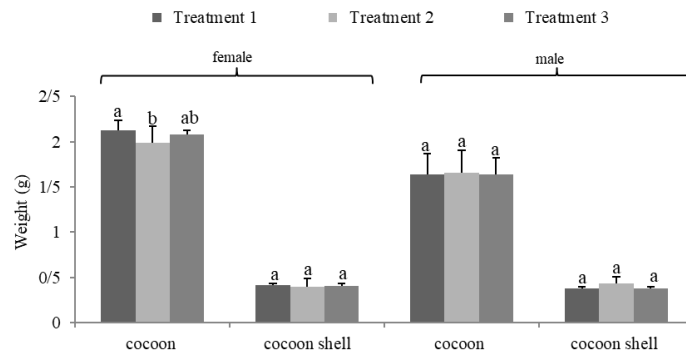 Treatment 1 Treatment 2 Treatment 3
female male
2/5
a b ab a a a
2
1/5
Weight (g)
1
a a a a a a
0/5
0
cocoon cocoon shell cocoon cocoon shell